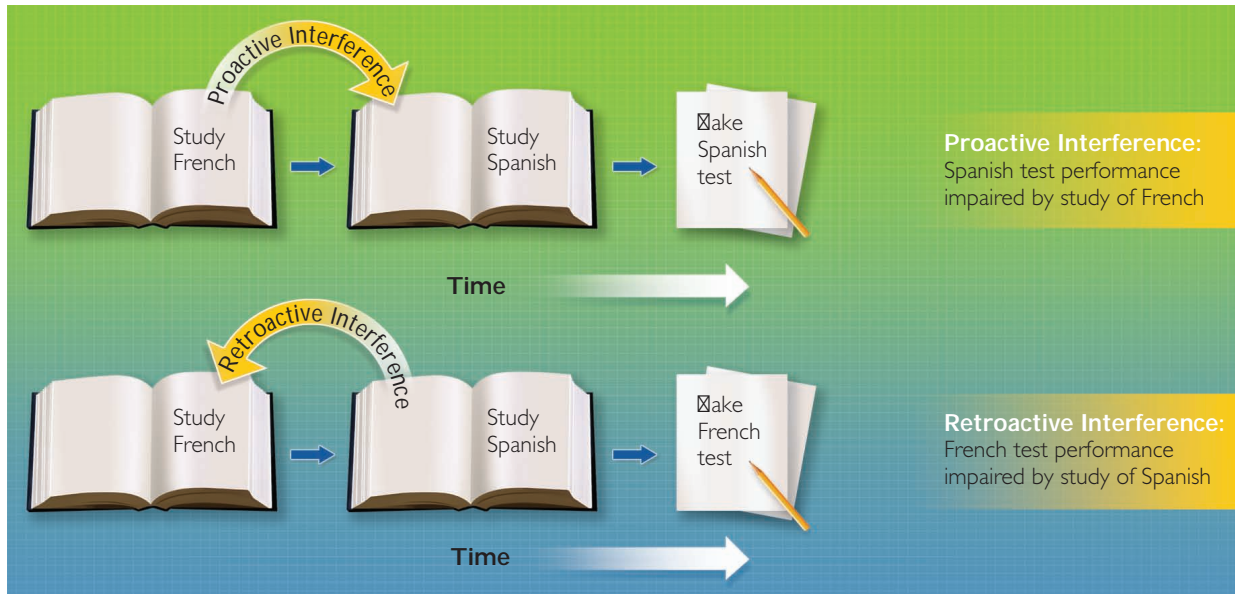 Proactive Interference
Study
French
Study
Spanish
☒ake
Spanish
test
Proactive Interference:
Spanish test performance
impaired by study of French
Time
Retroactive Interference
Study
French
Study
Spanish
☒ake
French
test
Retroactive Interference:
French test performance
impaired by study of Spanish
Time